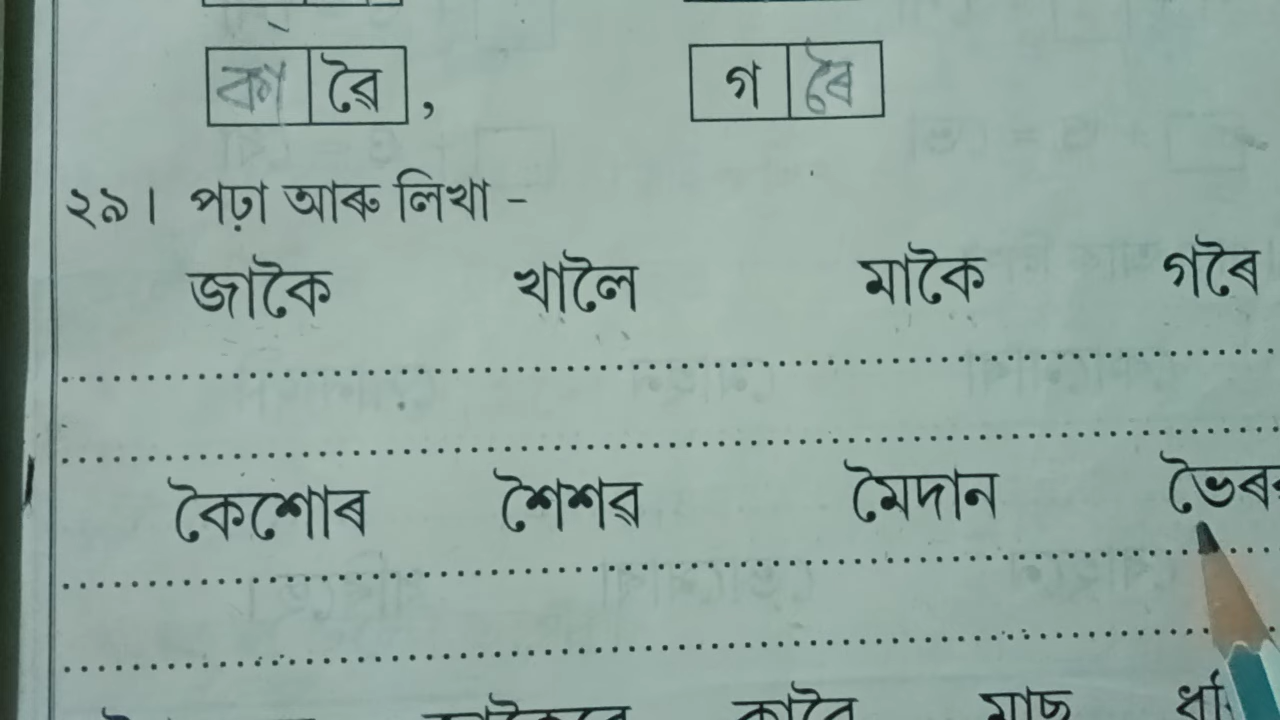 কা ৱৈ , গ ৰৈ
২৯। পঢ়া আৰু লিখা -
জাকৈ খালৈ মাকৈ গৰৈ
কৈশোৰ শৈশৱ মৈদান
কাবৈ মাছ